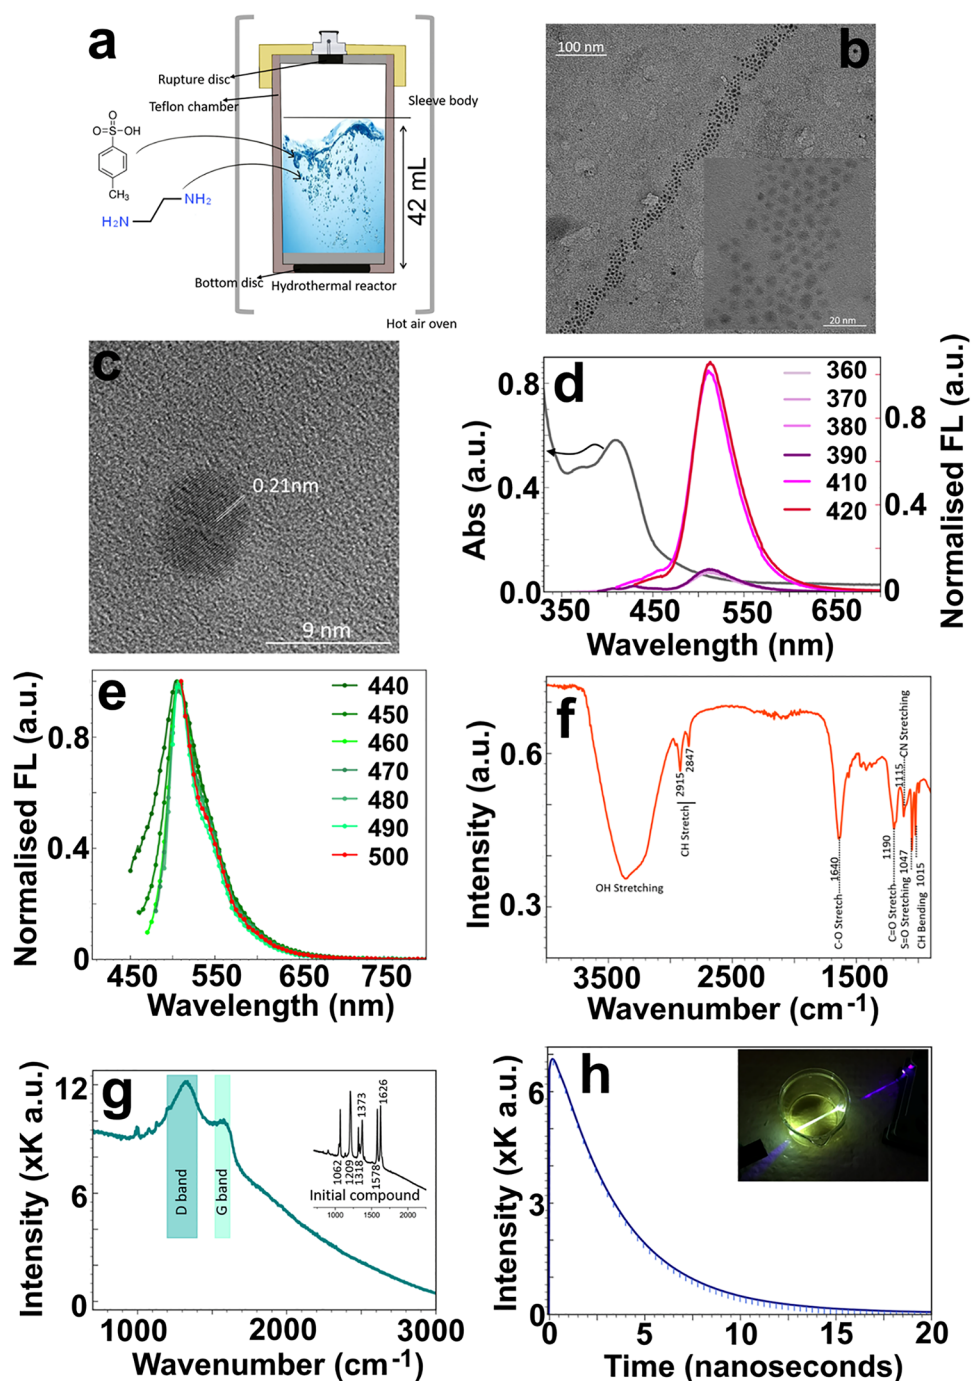 a
Rupture disc
Teflon chamber
Sleeve body
O
O=S-OH
CH₃
H₂N
NH₂
42 mL
Bottom disc
Hydrothermal reactor
Hot air oven
b
100 nm
20 nm
c
0.21nm
9 nm
d
Abs (a.u.)
0.8
0.4
0.0
350 450 550 650
Wavelength (nm)
360
370
380
390
410
420
0.8
0.4
0
Normalised FL (a.u.)
e
Normalised FL (a.u.)
0.8
0.4
0
450 550 650 750
Wavelength (nm)
440
450
460
470
480
490
500
f
Intensity (a.u.)
0.6
0.3
3500 2500 1500
Wavenumber (cm⁻¹)
OH Stretching
2915
2847
CH Stretch
1640
C-O Stretch
1190
C=O Stretch
1115
CN Stretching
S=O Stretching 1047
CH Bending 1015
g
Intensity (xK a.u.)
12
9
6
3
0
1000 2000 3000
Wavenumber (cm⁻¹)
D band
G band
1062
1209
1318
1373
1578
1626
Initial compound
1000 1500 2000
h
Intensity (xK a.u.)
6
3
0
0 5 10 15 20
Time (nanoseconds)